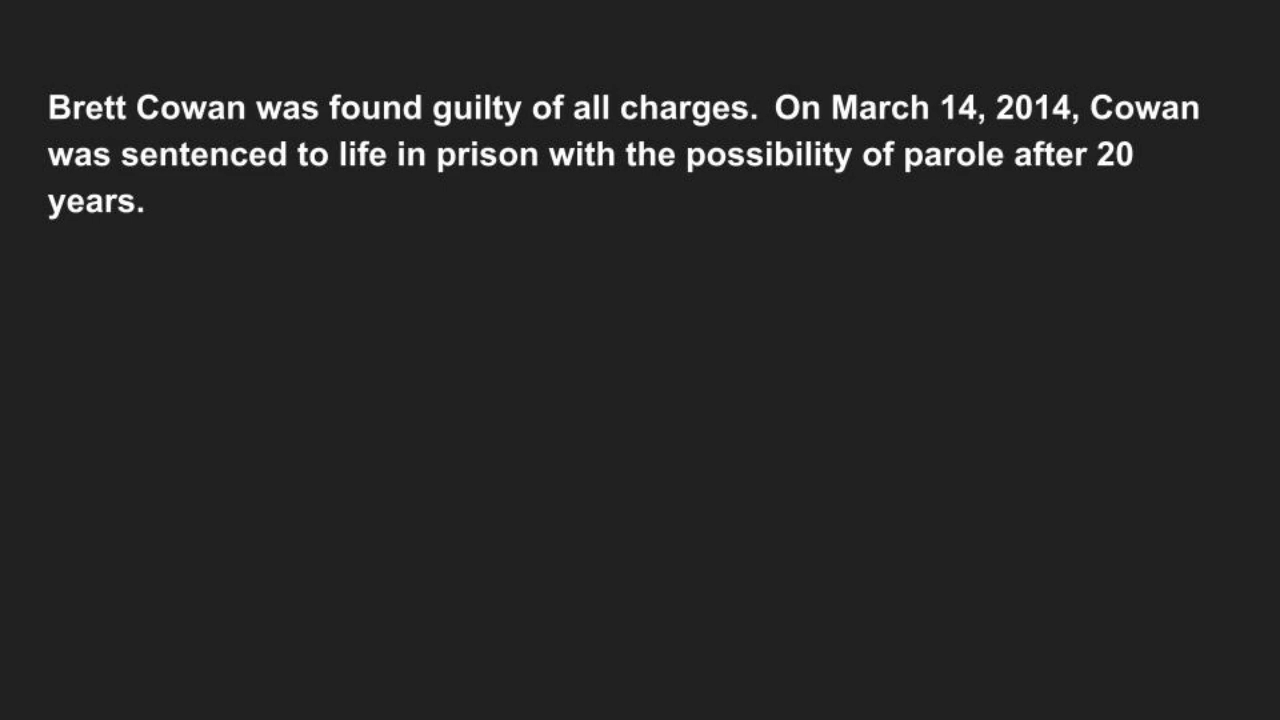 Brett Cowan was found guilty of all charges.  On March 14, 2014, Cowan
was sentenced to life in prison with the possibility of parole after 20
years.